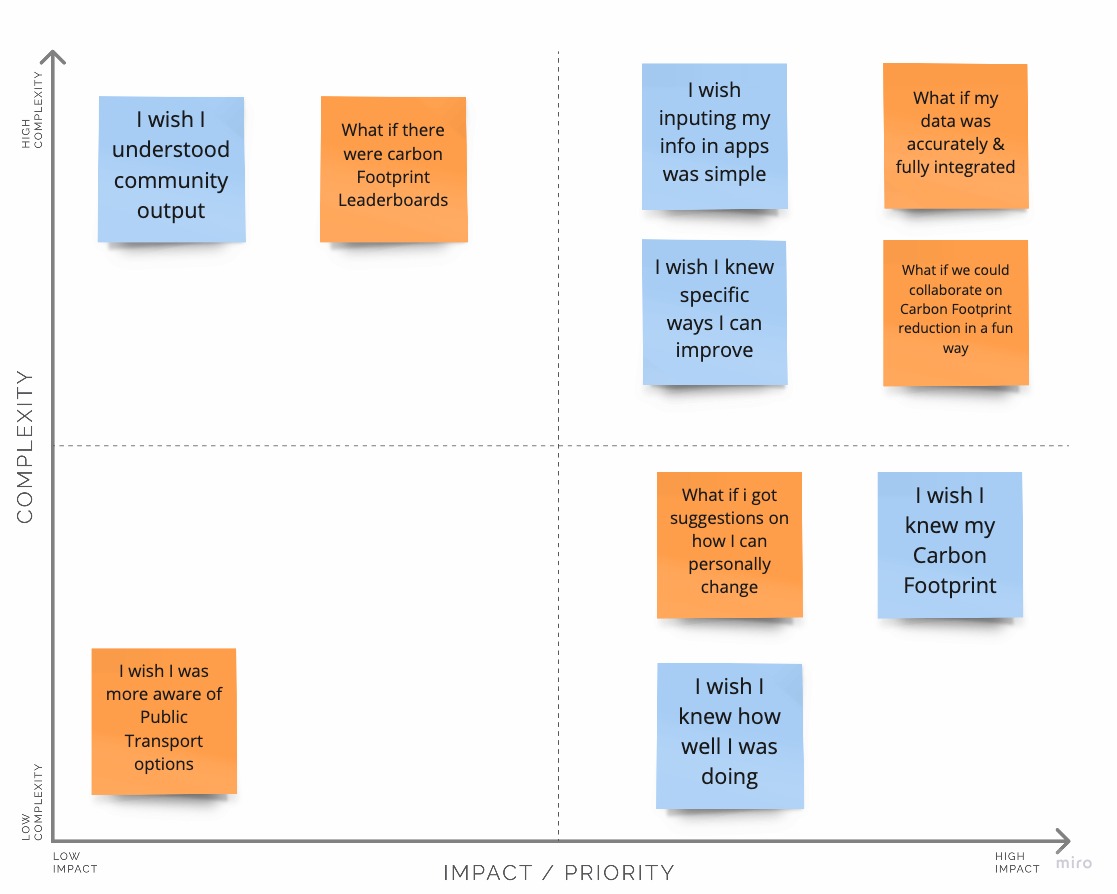 HIGH
COMPLEXITY
I wish I
understood
community
output
What if there
were carbon
Footprint
Leaderboards
I wish
inputing my
info in apps
was simple
What if my
data was
accurately &
fully integrated
I wish I knew
specific
ways I can
improve
What if we could
collaborate on
Carbon Footprint
reduction in a fun
way
COMPLEXITY
What if i got
suggestions on
how I can
personally
change
I wish I
knew my
Carbon
Footprint
I wish I was
more aware of
Public
Transport
options
I wish I
knew how
well I was
doing
LOW
COMPLEXITY
LOW
IMPACT
IMPACT / PRIORITY
HIGH
IMPACT
miro